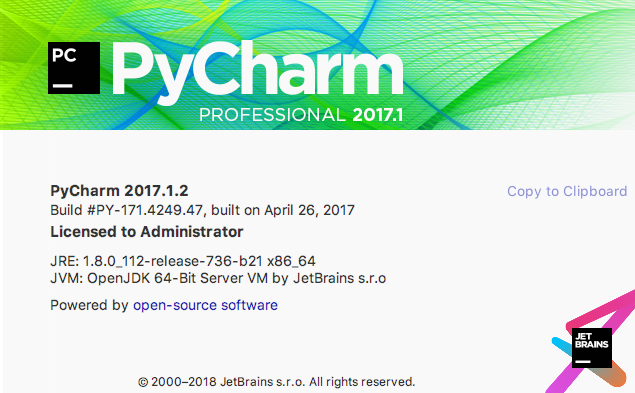 PC
PyCharm
PROFESSIONAL 2017.1
PyCharm 2017.1.2
Copy to Clipboard
Build #PY-171.4249.47, built on April 26, 2017
Licensed to Administrator
JRE: 1.8.0_112-release-736-b21 x86_64
JVM: OpenJDK 64-Bit Server VM by JetBrains s.r.o
Powered by open-source software
JET
BRAINS
© 2000–2018 JetBrains s.r.o. All rights reserved.